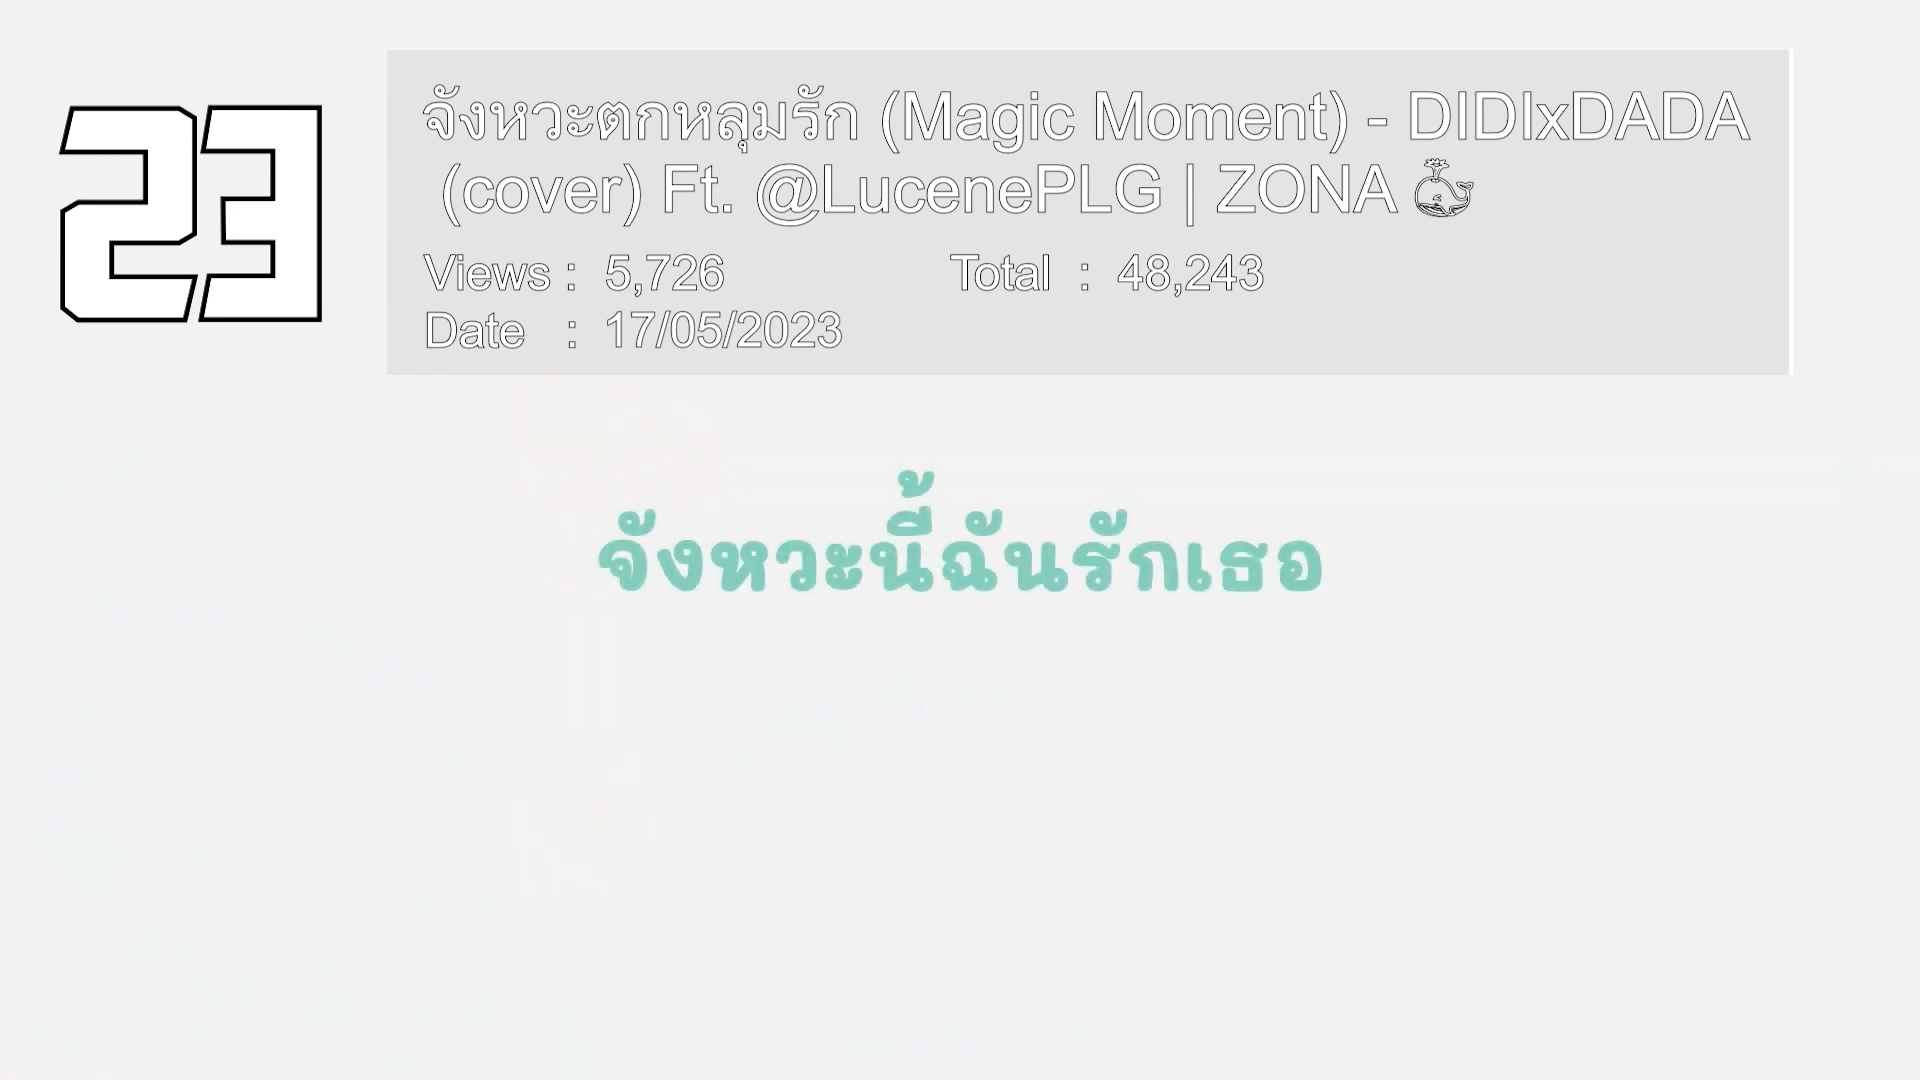 23
จังหวะตกหลุมรัก (Magic Moment) - DIDIxDADA
(cover) Ft. @LucenePLG | ZONA 🐳
Views : 5,726 Total : 48,243
Date : 17/05/2023
จังหวะนี้ฉันรักเธอ